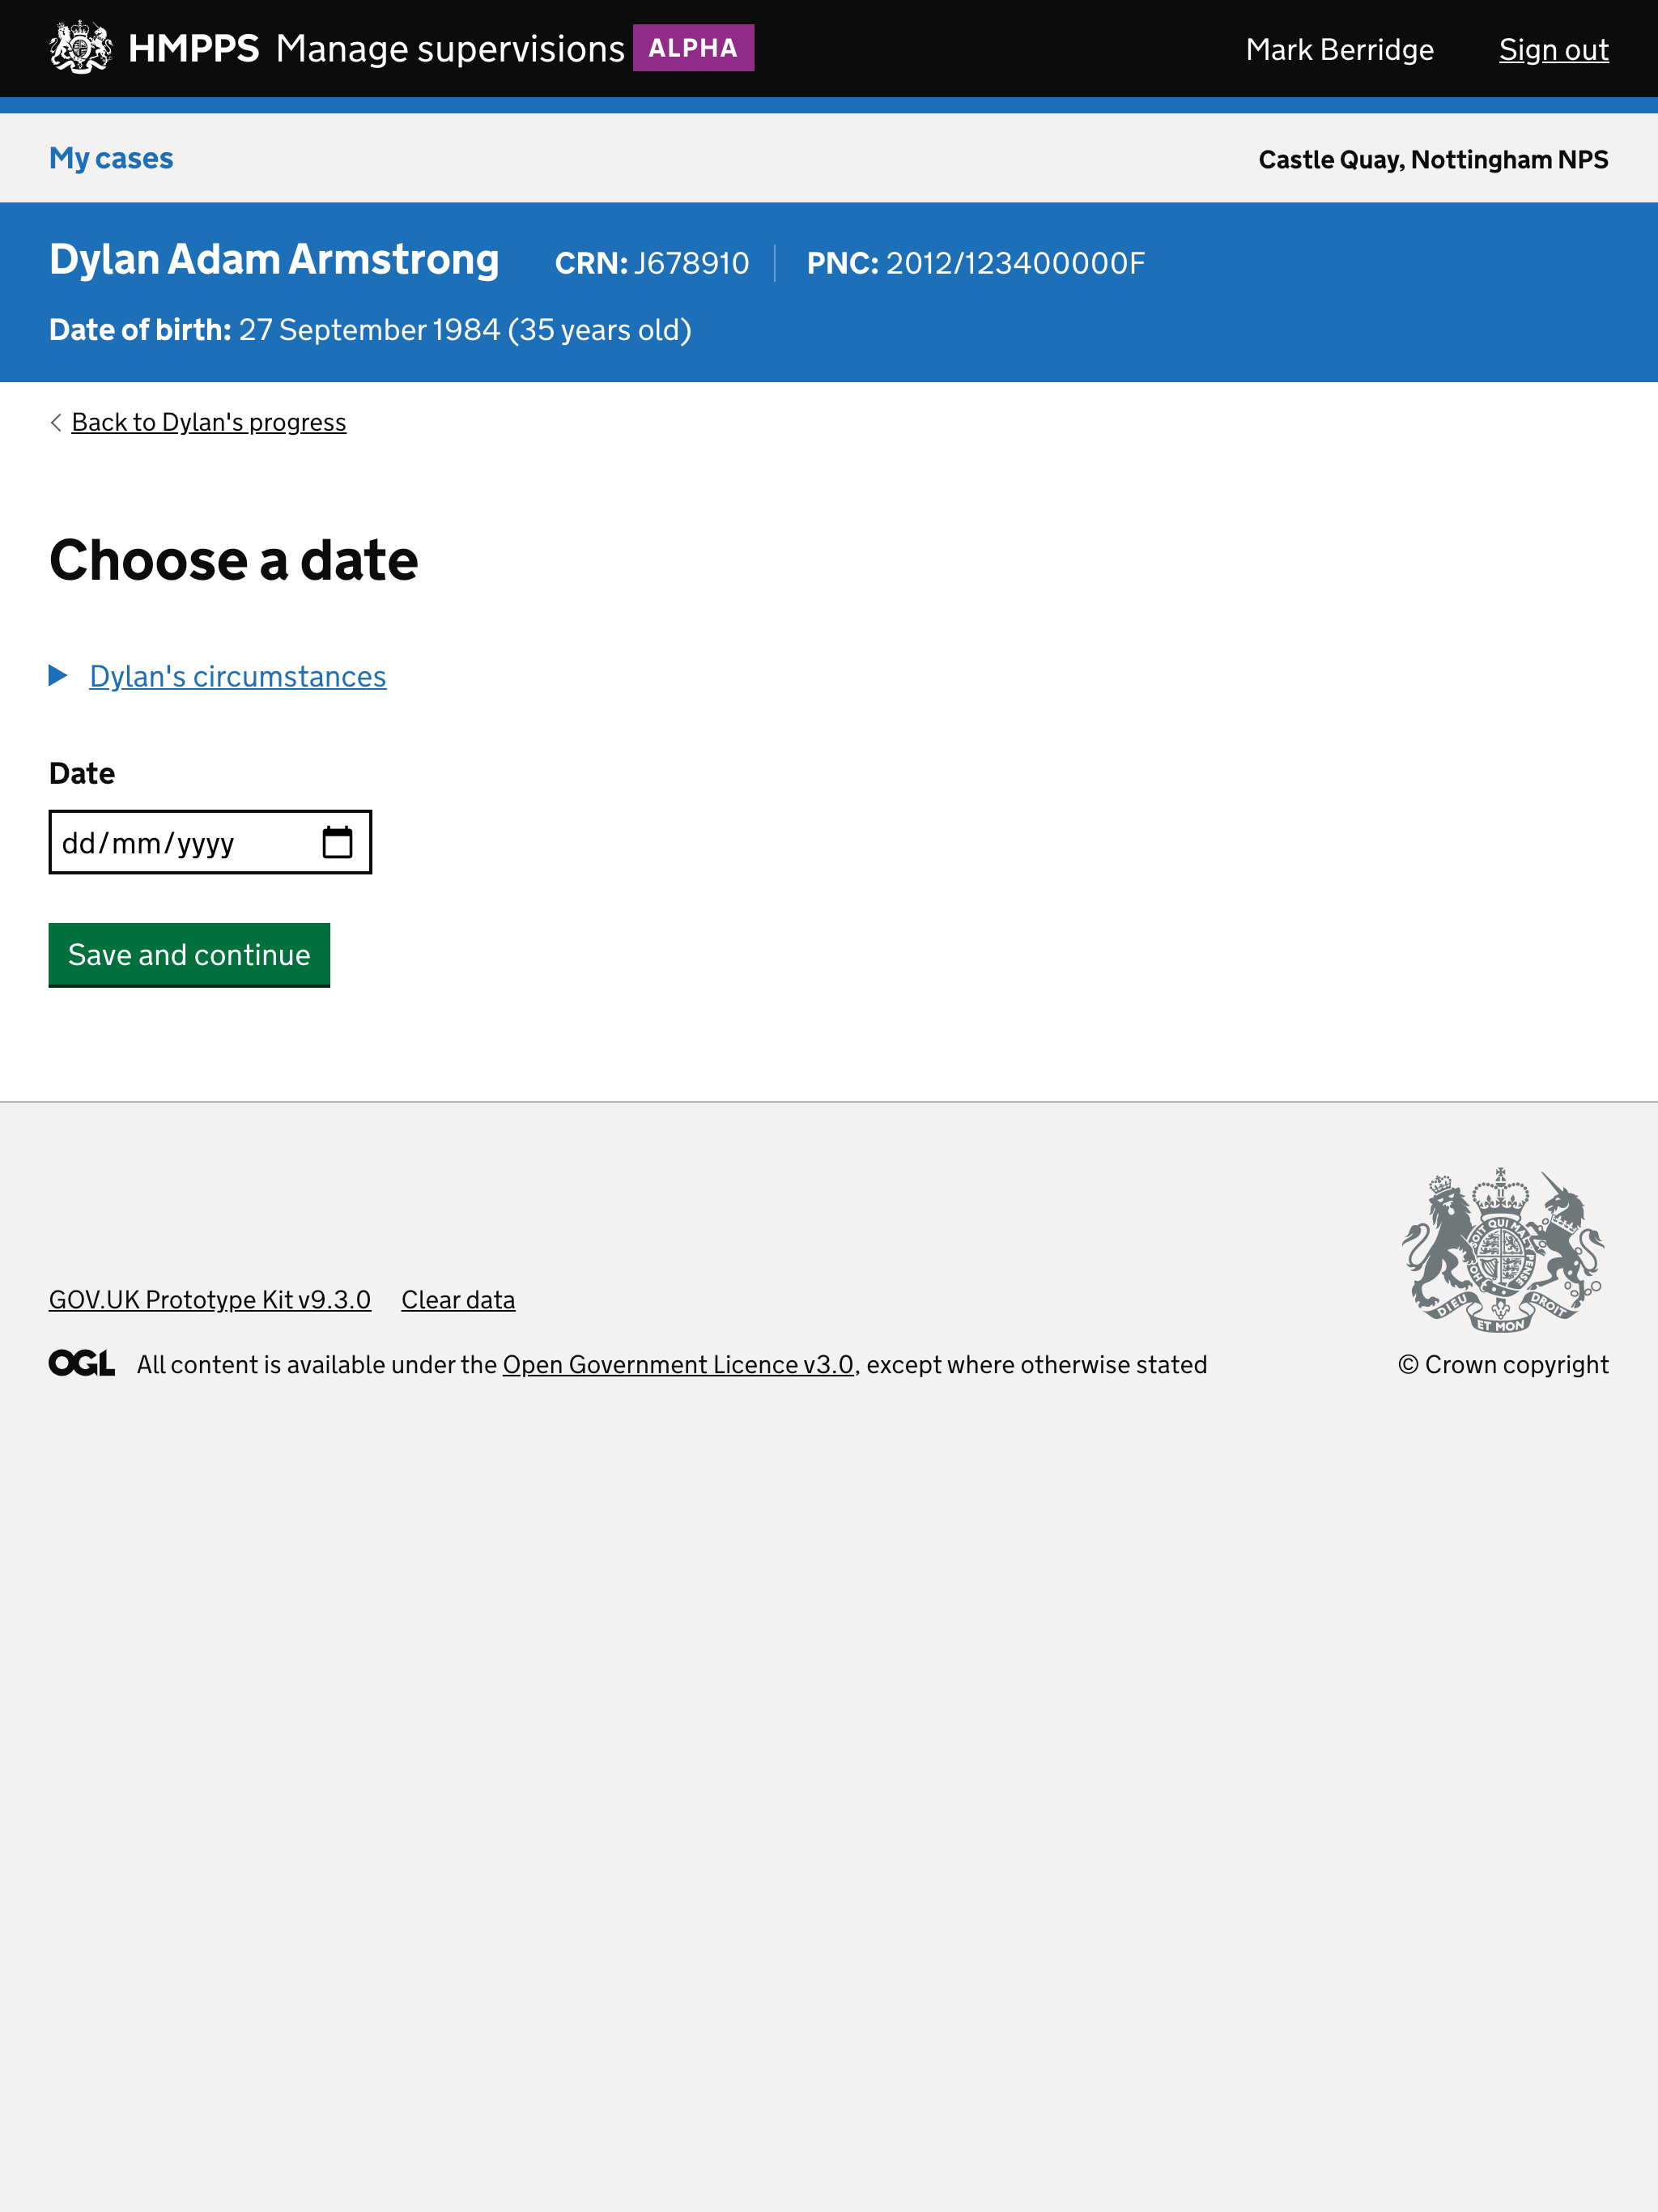 HMPPS Manage supervisions ALPHA
Mark Berridge
Sign out
My cases
Castle Quay, Nottingham NPS
Dylan Adam Armstrong
CRN: J678910
PNC: 2012/123400000F
Date of birth: 27 September 1984 (35 years old)
Back to Dylan's progress
Choose a date
Dylan's circumstances
Date
dd/mm/yyyy
Save and continue
SOIT QUI MAL
PENSE
HON
DIEU
ET MON
DROIT
GOV.UK Prototype Kit v9.3.0
Clear data
OGL
All content is available under the Open Government Licence v3.0, except where otherwise stated
© Crown copyright